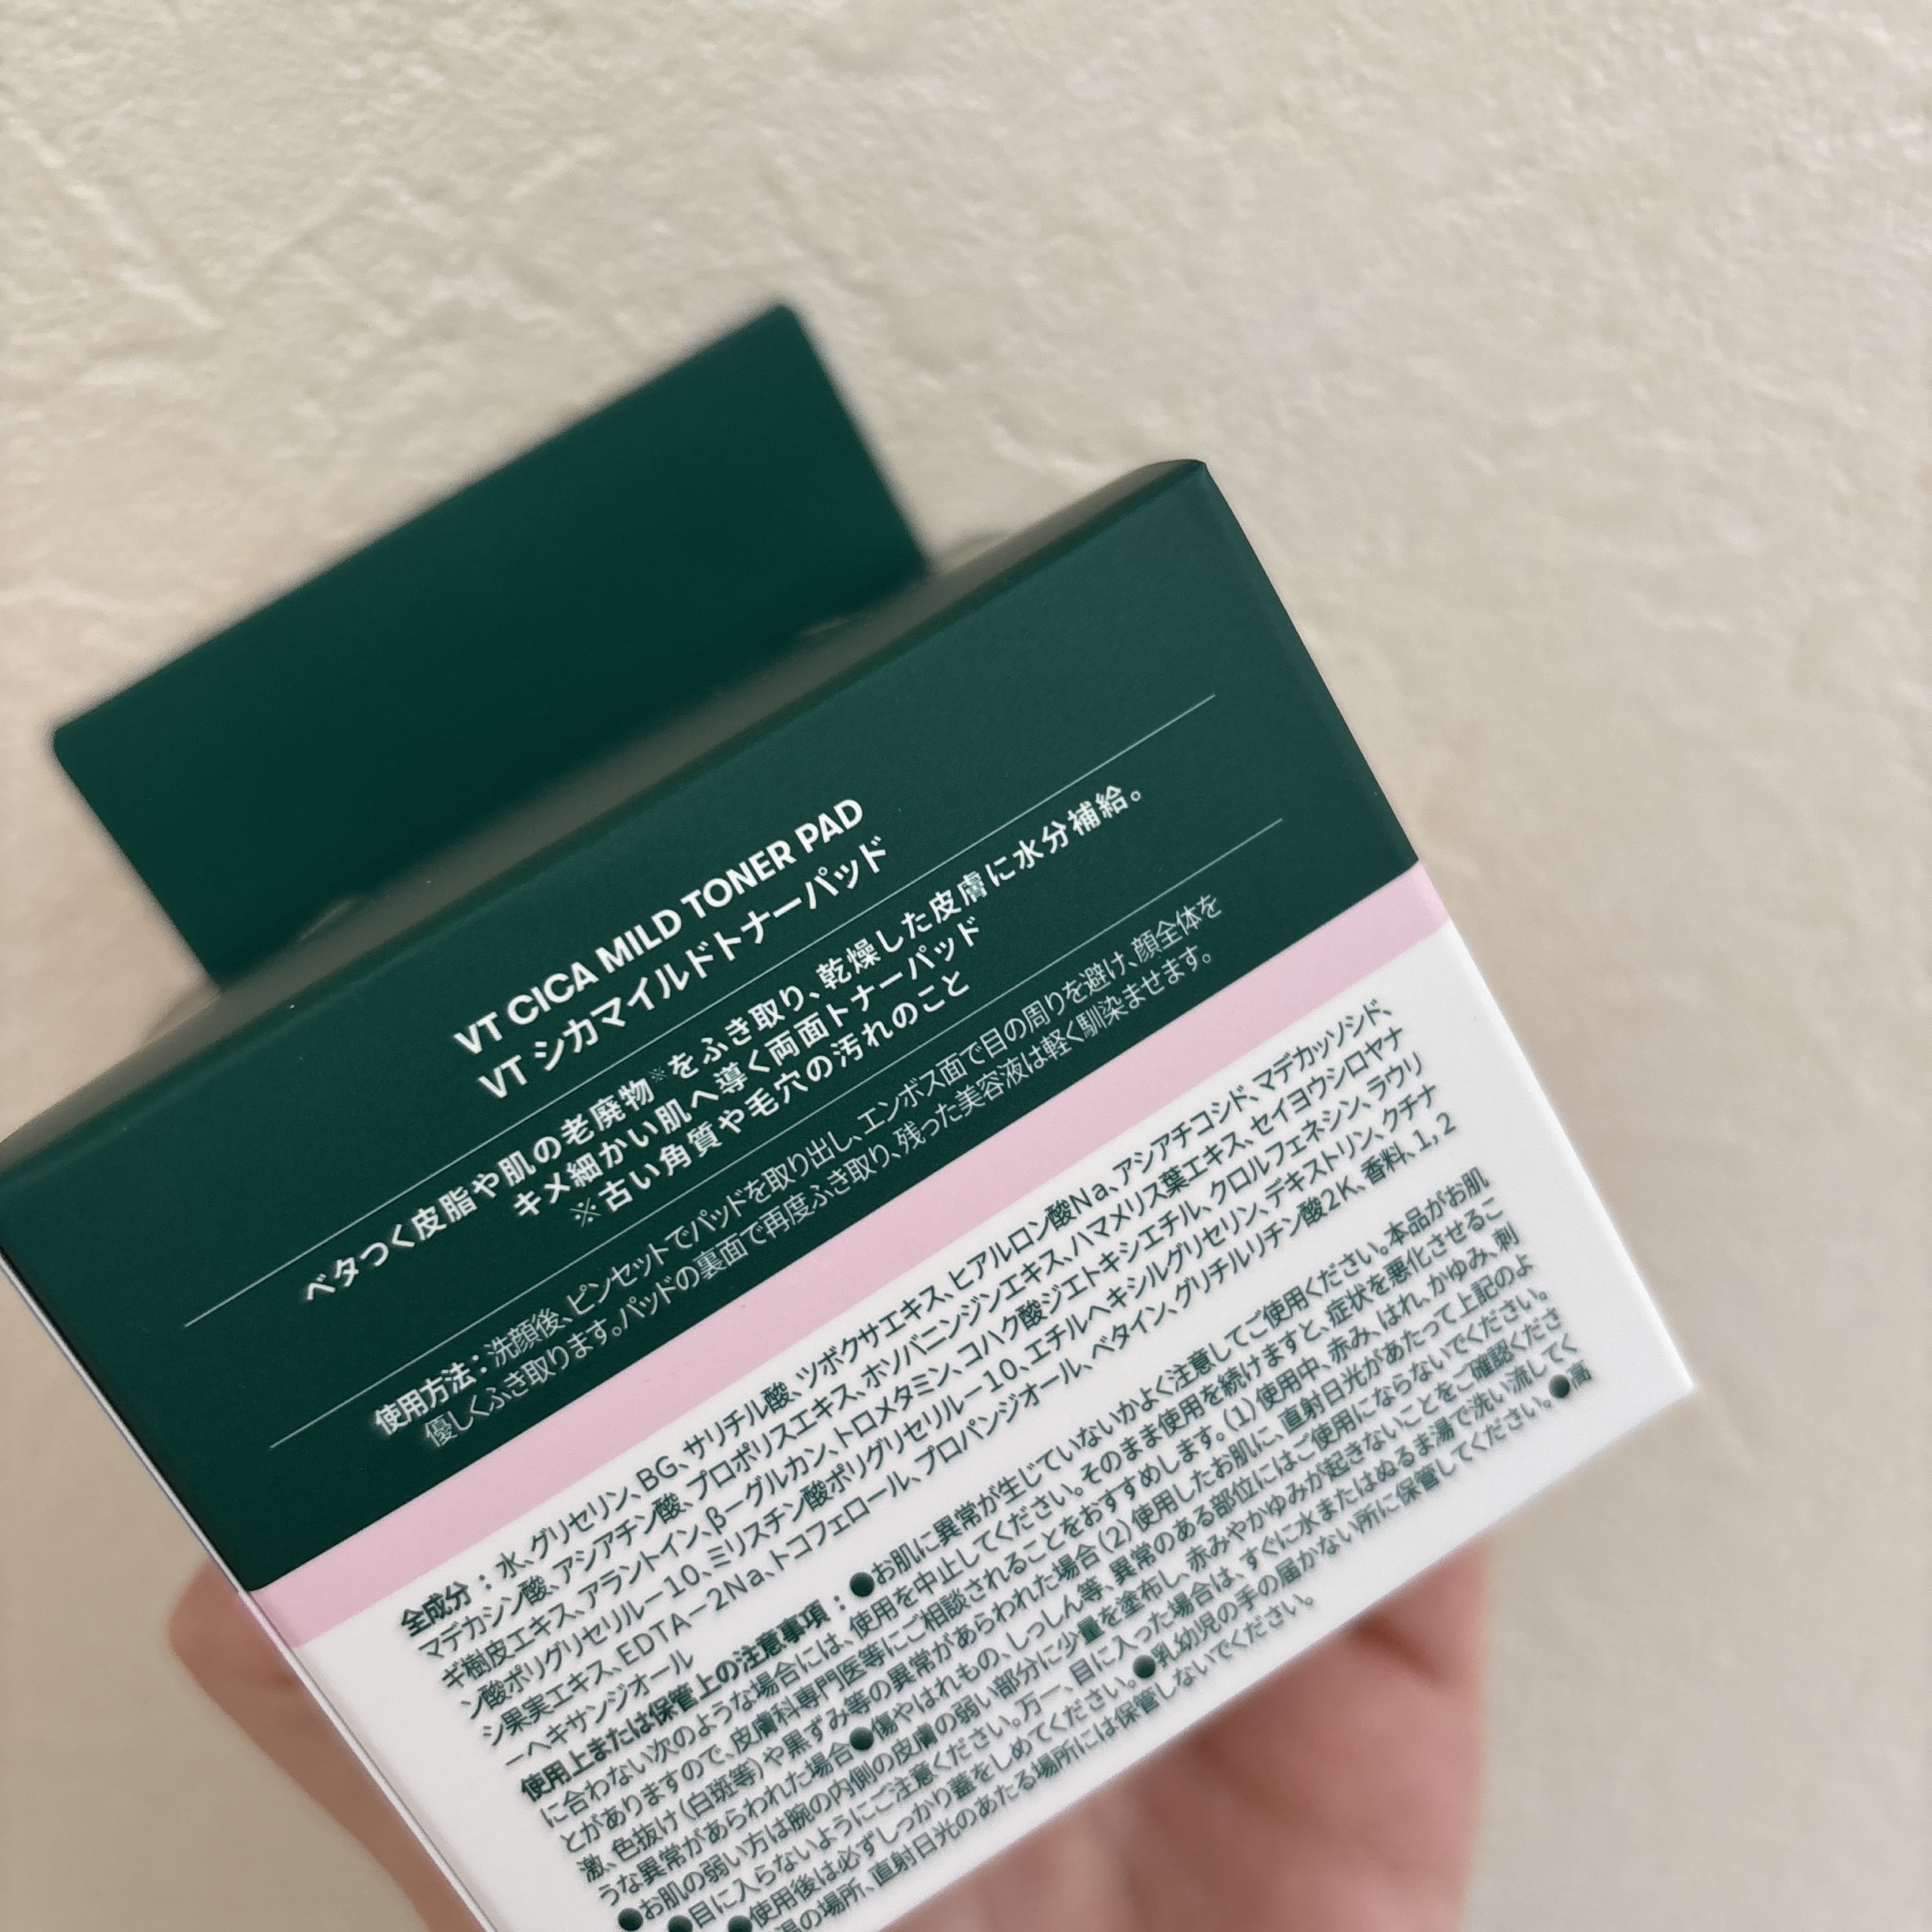 VT CICA MILD TONER PAD
VT シカマイルドトナーパッド
ベタつく皮脂や肌の老廃物※をふき取り、乾燥した皮膚に水分補給。
キメ細かい肌へ導く両面トナーパッド
※古い角質や毛穴の汚れのこと
使用方法：洗顔後、ピンセットでパッドを取り出し、エンボス面で目の周りを避け、顔全体を
優しくふき取ります。パッドの裏面で再度ふき取り、残った美容液は軽く馴染ませます。
全成分：水、グリセリン、BG、サリチル酸、ツボクサエキス、ヒアルロン酸Na、アシアチコシド、マデカッソシド、
マデカシン酸、アシアチン酸、プロポリスエキス、ホソバニンジンエキス、ハマメリス葉エキス、セイヨウシロヤナ
ギ樹皮エキス、アラントイン、β－グルカン、トロメタミン、コハク酸ジエトキシエチル、クロルフェネシン、ラウリ
ン酸ポリグリセリル－10、ミリスチン酸ポリグリセリル－10、エチルヘキシルグリセリン、デキストリン、クチナ
シ果実エキス、EDTA－2Na、トコフェロール、プロパンジオール、ベタイン、グリチルリチン酸2K、香料、1, 2
－ヘキサンジオール
使用上または保管上の注意事項：●お肌に異常が生じていないかよく注意してご使用ください。本品がお肌
に合わない次のような場合には、使用を中止してください。そのまま使用を続けますと、症状を悪化させるこ
とがありますので、皮膚科専門医等にご相談されることをおすすめします。(1) 使用中、赤み、はれ、かゆみ、刺
激、色抜け（白斑等）や黒ずみ等の異常があらわれた場合 (2) 使用したお肌に、直射日光があたって上記のよ
うな異常があらわれた場合●傷やはれもの、しっしん等、異常のある部位にはご使用にならないでください。
●お肌の弱い方は腕の内側の皮膚の弱い部分に少量を塗布し、赤みやかゆみが起きないことをご確認くださ
●目に入らないようにご注意ください。万一、目に入った場合は、すぐに水またはぬるま湯で洗い流してく
●使用後は必ずしっかり蓋をしめてください。●乳幼児の手の届かない所に保管してください。●高
温の場所、直射日光のあたる場所には保管しないでください。